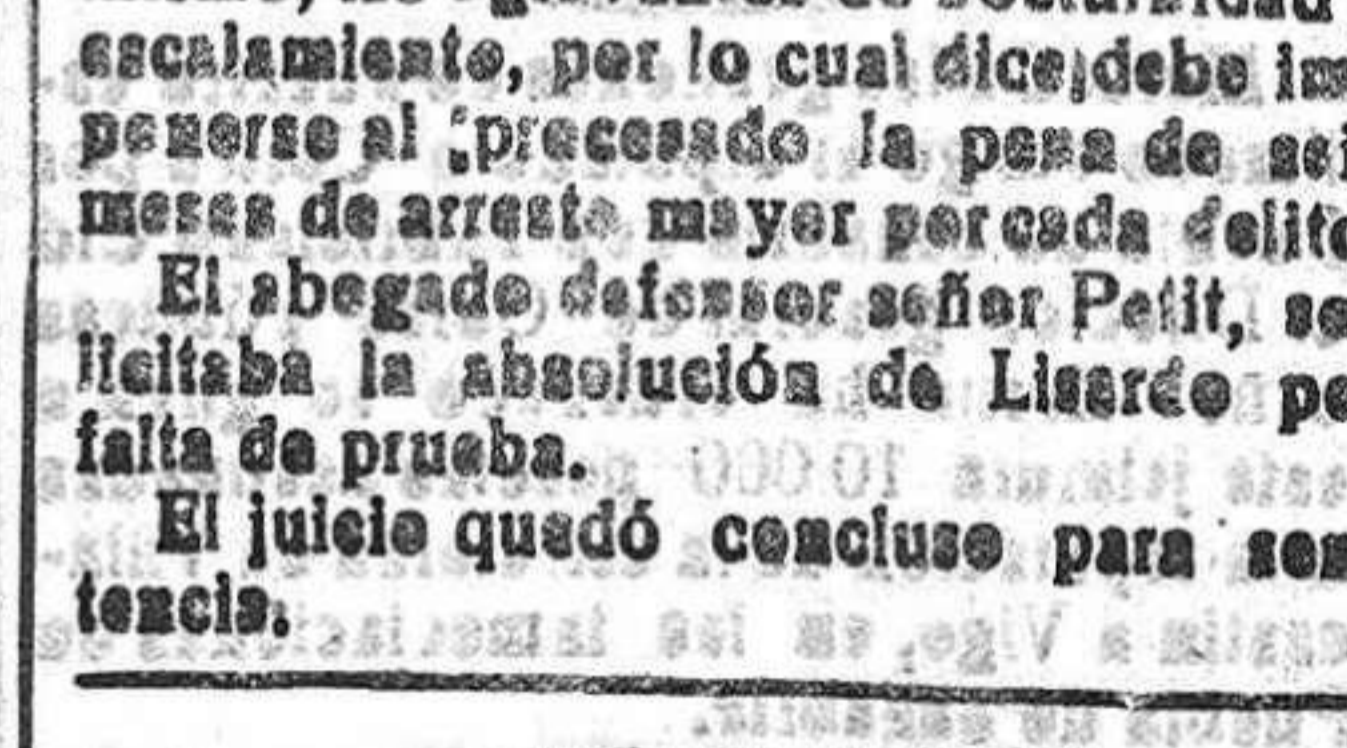 escalamiento, por lo cual dice debe im
ponerse al procesado la pena de sei
meses de arresto mayer por cada delito
El abogado defensor señor Petit, so
licitaba la absolución de Lisardo po
falta de prueba.
El juicio quedó concluso para sen
tencia.